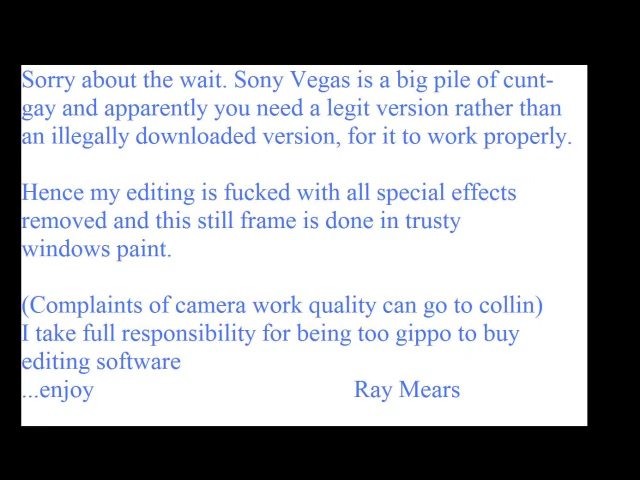 Sorry about the wait. Sony Vegas is a big pile of cunt-
gay and apparently you need a legit version rather than
an illegally downloaded version, for it to work properly.
Hence my editing is fucked with all special effects
removed and this still frame is done in trusty
windows paint.
(Complaints of camera work quality can go to collin)
I take full responsibility for being too gippo to buy
editing software
...enjoy Ray Mears